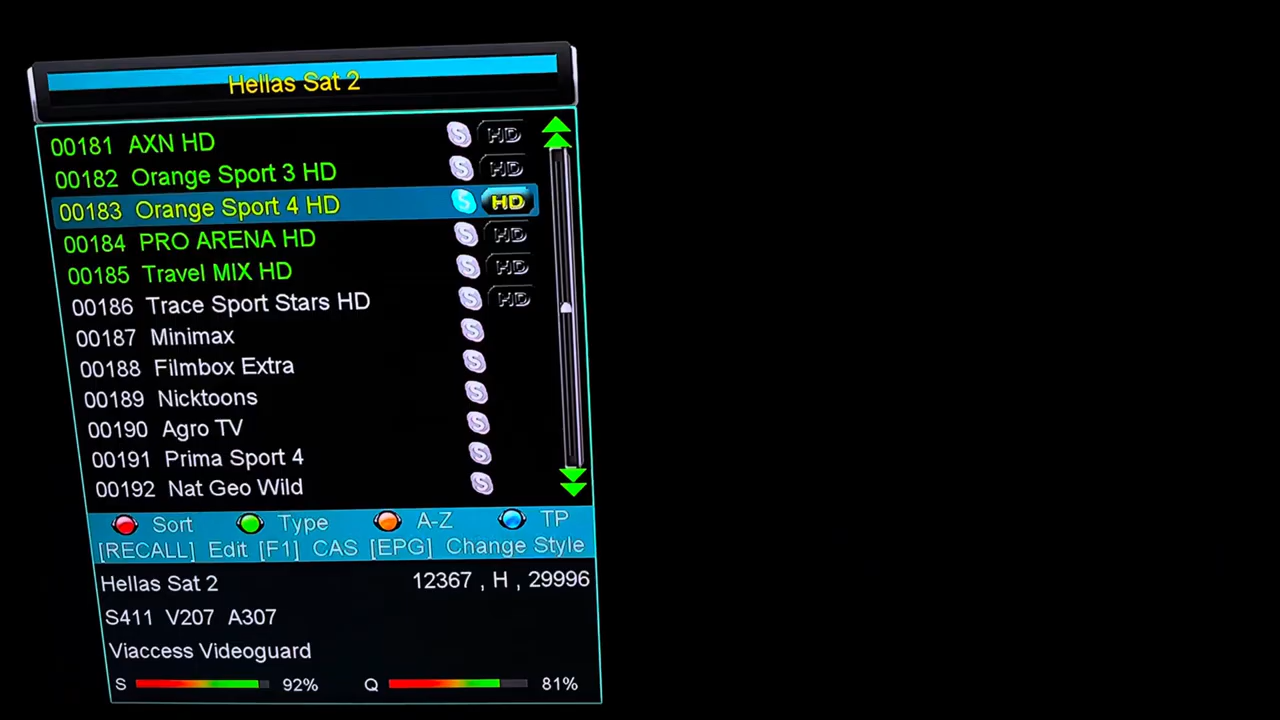 Hellas Sat 2
00181 AXN HD S HD
00182 Orange Sport 3 HD S HD
00183 Orange Sport 4 HD S HD
00184 PRO ARENA HD S HD
00185 Travel MIX HD S HD
00186 Trace Sport Stars HD S HD
00187 Minimax S
00188 Filmbox Extra S
00189 Nicktoons S
00190 Agro TV S
00191 Prima Sport 4 S
00192 Nat Geo Wild S
Sort Type A-Z TP
[RECALL] Edit [F1] CAS [EPG] Change Style
Hellas Sat 2 12367 , H , 29996
S411 V207 A307
Viaccess Videoguard
S 92% Q 81%